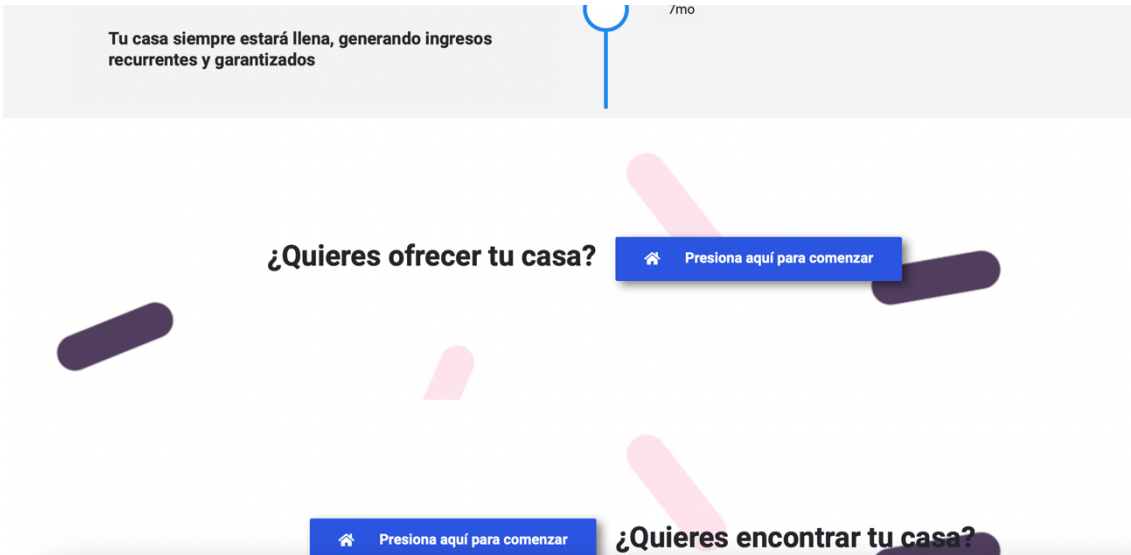 7mo
Tu casa siempre estará llena, generando ingresos
recurrentes y garantizados
¿Quieres ofrecer tu casa?
Presiona aquí para comenzar
Presiona aquí para comenzar
¿Quieres encontrar tu casa?